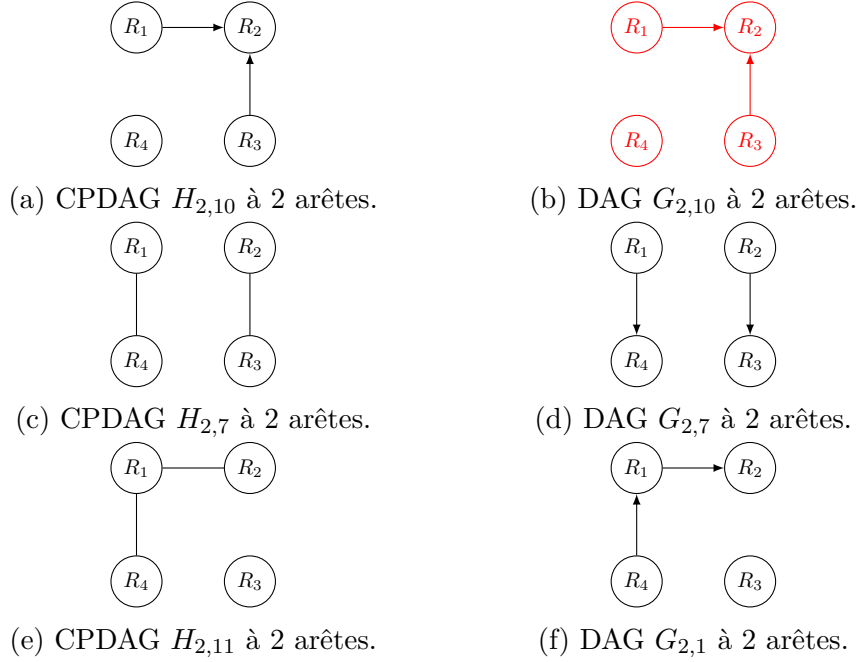 R1 R2 R1 R2
R4 R3 R4 R3
(a) CPDAG H2,10 à 2 arêtes. (b) DAG G2,10 à 2 arêtes.
R1 R2 R1 R2
R4 R3 R4 R3
(c) CPDAG H2,7 à 2 arêtes. (d) DAG G2,7 à 2 arêtes.
R1 R2 R1 R2
R4 R3 R4 R3
(e) CPDAG H2,11 à 2 arêtes. (f) DAG G2,1 à 2 arêtes.